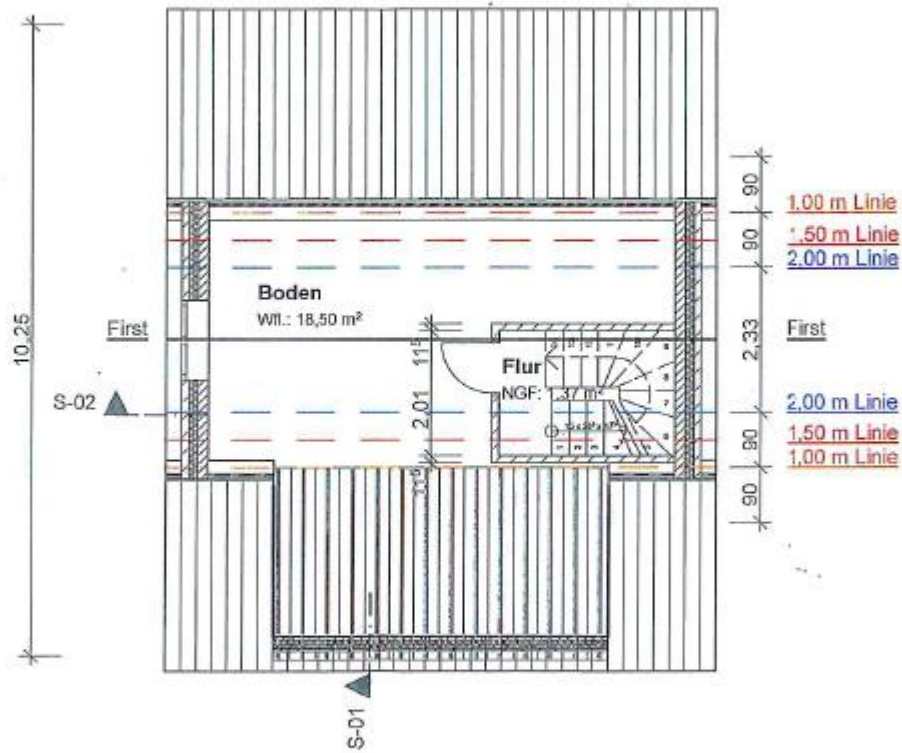 10,25
90
1,00 m Linie
90
1,50 m Linie
2,00 m Linie
Boden
Wfl.: 18,50 m²
First
2,33
First
11⁵
Flur
NGF: 1,37 m²
2,01
S-02
2,00 m Linie
90
1,50 m Linie
1,00 m Linie
11⁵
90
S-01